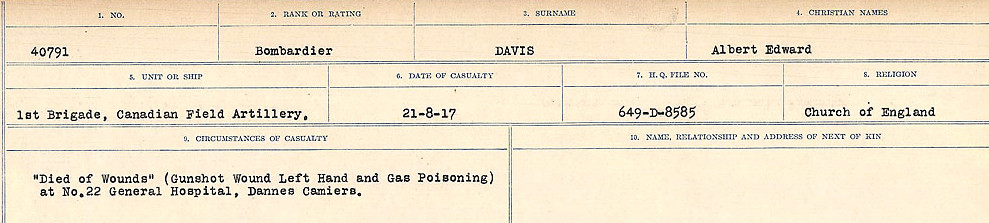 1. NO. 2. RANK OR RATING 3. SURNAME 4. CHRISTIAN NAMES
40791 Bombardier DAVIS Albert Edward
5. UNIT OR SHIP 6. DATE OF CASUALTY 7. H.Q. FILE NO. 8. RELIGION
1st Brigade, Canadian Field Artillery. 21-8-17 649-D-8585 Church of England
9. CIRCUMSTANCES OF CASUALTY 10. NAME, RELATIONSHIP AND ADDRESS OF NEXT OF KIN
"Died of Wounds" (Gunshot Wound Left Hand and Gas Poisoning)
at No.22 General Hospital, Dannes Camiers.